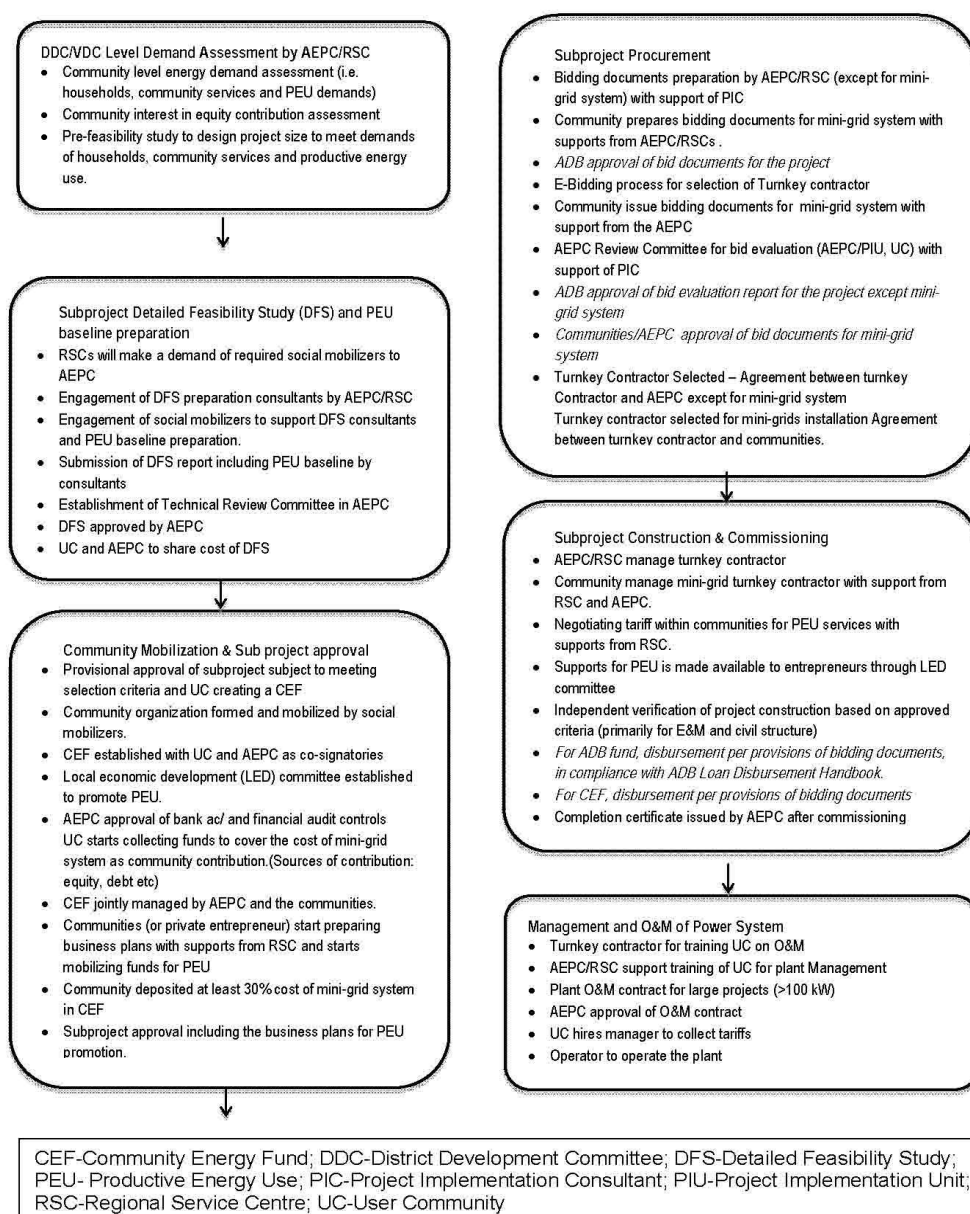 DDC/VDC Level Demand Assessment by AEPC/RSC
• Community level energy demand assessment (i.e.
households, community services and PEU demands)
• Community interest in equity contribution assessment
• Pre-feasibility study to design project size to meet demands
of households, community services and productive energy
use.
Subproject Detailed Feasibility Study (DFS) and PEU
baseline preparation
• RSCs will make a demand of required social mobilizers to
AEPC
• Engagement of DFS preparation consultants by AEPC/RSC
• Engagement of social mobilizers to support DFS consultants
and PEU baseline preparation.
• Submission of DFS report including PEU baseline by
consultants
• Establishment of Technical Review Committee in AEPC
• DFS approved by AEPC
• UC and AEPC to share cost of DFS
Community Mobilization & Sub project approval
• Provisional approval of subproject subject to meeting
selection criteria and UC creating a CEF
• Community organization formed and mobilized by social
mobilizers.
• CEF established with UC and AEPC as co-signatories
• Local economic development (LED) committee established
to promote PEU.
• AEPC approval of bank ac/ and financial audit controls
UC starts collecting funds to cover the cost of mini-grid
system as community contribution.(Sources of contribution:
equity, debt etc)
• CEF jointly managed by AEPC and the communities.
• Communities (or private entrepreneur) start preparing
business plans with supports from RSC and starts
mobilizing funds for PEU
• Community deposited at least 30% cost of mini-grid system
in CEF
• Subproject approval including the business plans for PEU
promotion.
Subproject Procurement
• Bidding documents preparation by AEPC/RSC (except for mini-
grid system) with support of PIC
• Community prepares bidding documents for mini-grid system with
supports from AEPC/RSCs .
• ADB approval of bid documents for the project
• E-Bidding process for selection of Turnkey contractor
• Community issue bidding documents for mini-grid system with
support from the AEPC
• AEPC Review Committee for bid evaluation (AEPC/PIU, UC) with
support of PIC
• ADB approval of bid evaluation report for the project except mini-
grid system
• Communities/AEPC approval of bid documents for mini-grid
system
• Turnkey Contractor Selected – Agreement between turnkey
Contractor and AEPC except for mini-grid system
Turnkey contractor selected for mini-grids installation Agreement
between turnkey contractor and communities.
Subproject Construction & Commissioning
• AEPC/RSC manage turnkey contractor
• Community manage mini-grid turnkey contractor with support from
RSC and AEPC.
• Negotiating tariff within communities for PEU services with
supports from RSC.
• Supports for PEU is made available to entrepreneurs through LED
committee
• Independent verification of project construction based on approved
criteria (primarily for E&M and civil structure)
• For ADB fund, disbursement per provisions of bidding documents,
in compliance with ADB Loan Disbursement Handbook.
• For CEF, disbursement per provisions of bidding documents
• Completion certificate issued by AEPC after commissioning
Management and O&M of Power System
• Turnkey contractor for training UC on O&M
• AEPC/RSC support training of UC for plant Management
• Plant O&M contract for large projects (>100 kW)
• AEPC approval of O&M contract
• UC hires manager to collect tariffs
• Operator to operate the plant
CEF-Community Energy Fund; DDC-District Development Committee; DFS-Detailed Feasibility Study;
PEU- Productive Energy Use; PIC-Project Implementation Consultant; PIU-Project Implementation Unit;
RSC-Regional Service Centre; UC-User Community